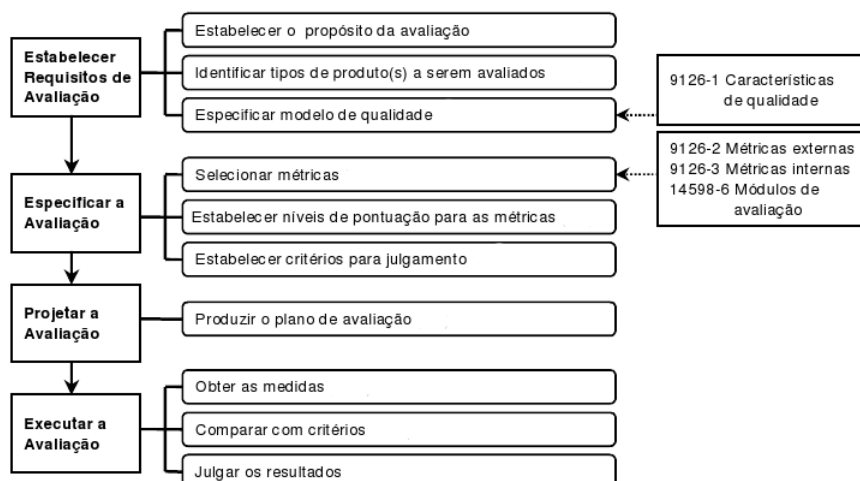 Estabelecer
Requisitos de
Avaliação
Estabelecer o propósito da avaliação
Identificar tipos de produto(s) a serem avaliados
Especificar modelo de qualidade
9126-1 Características
de qualidade
Especificar a
Avaliação
Selecionar métricas
Estabelecer níveis de pontuação para as métricas
Estabelecer critérios para julgamento
9126-2 Métricas externas
9126-3 Métricas internas
14598-6 Módulos de
avaliação
Projetar a
Avaliação
Produzir o plano de avaliação
Executar a
Avaliação
Obter as medidas
Comparar com critérios
Julgar os resultados